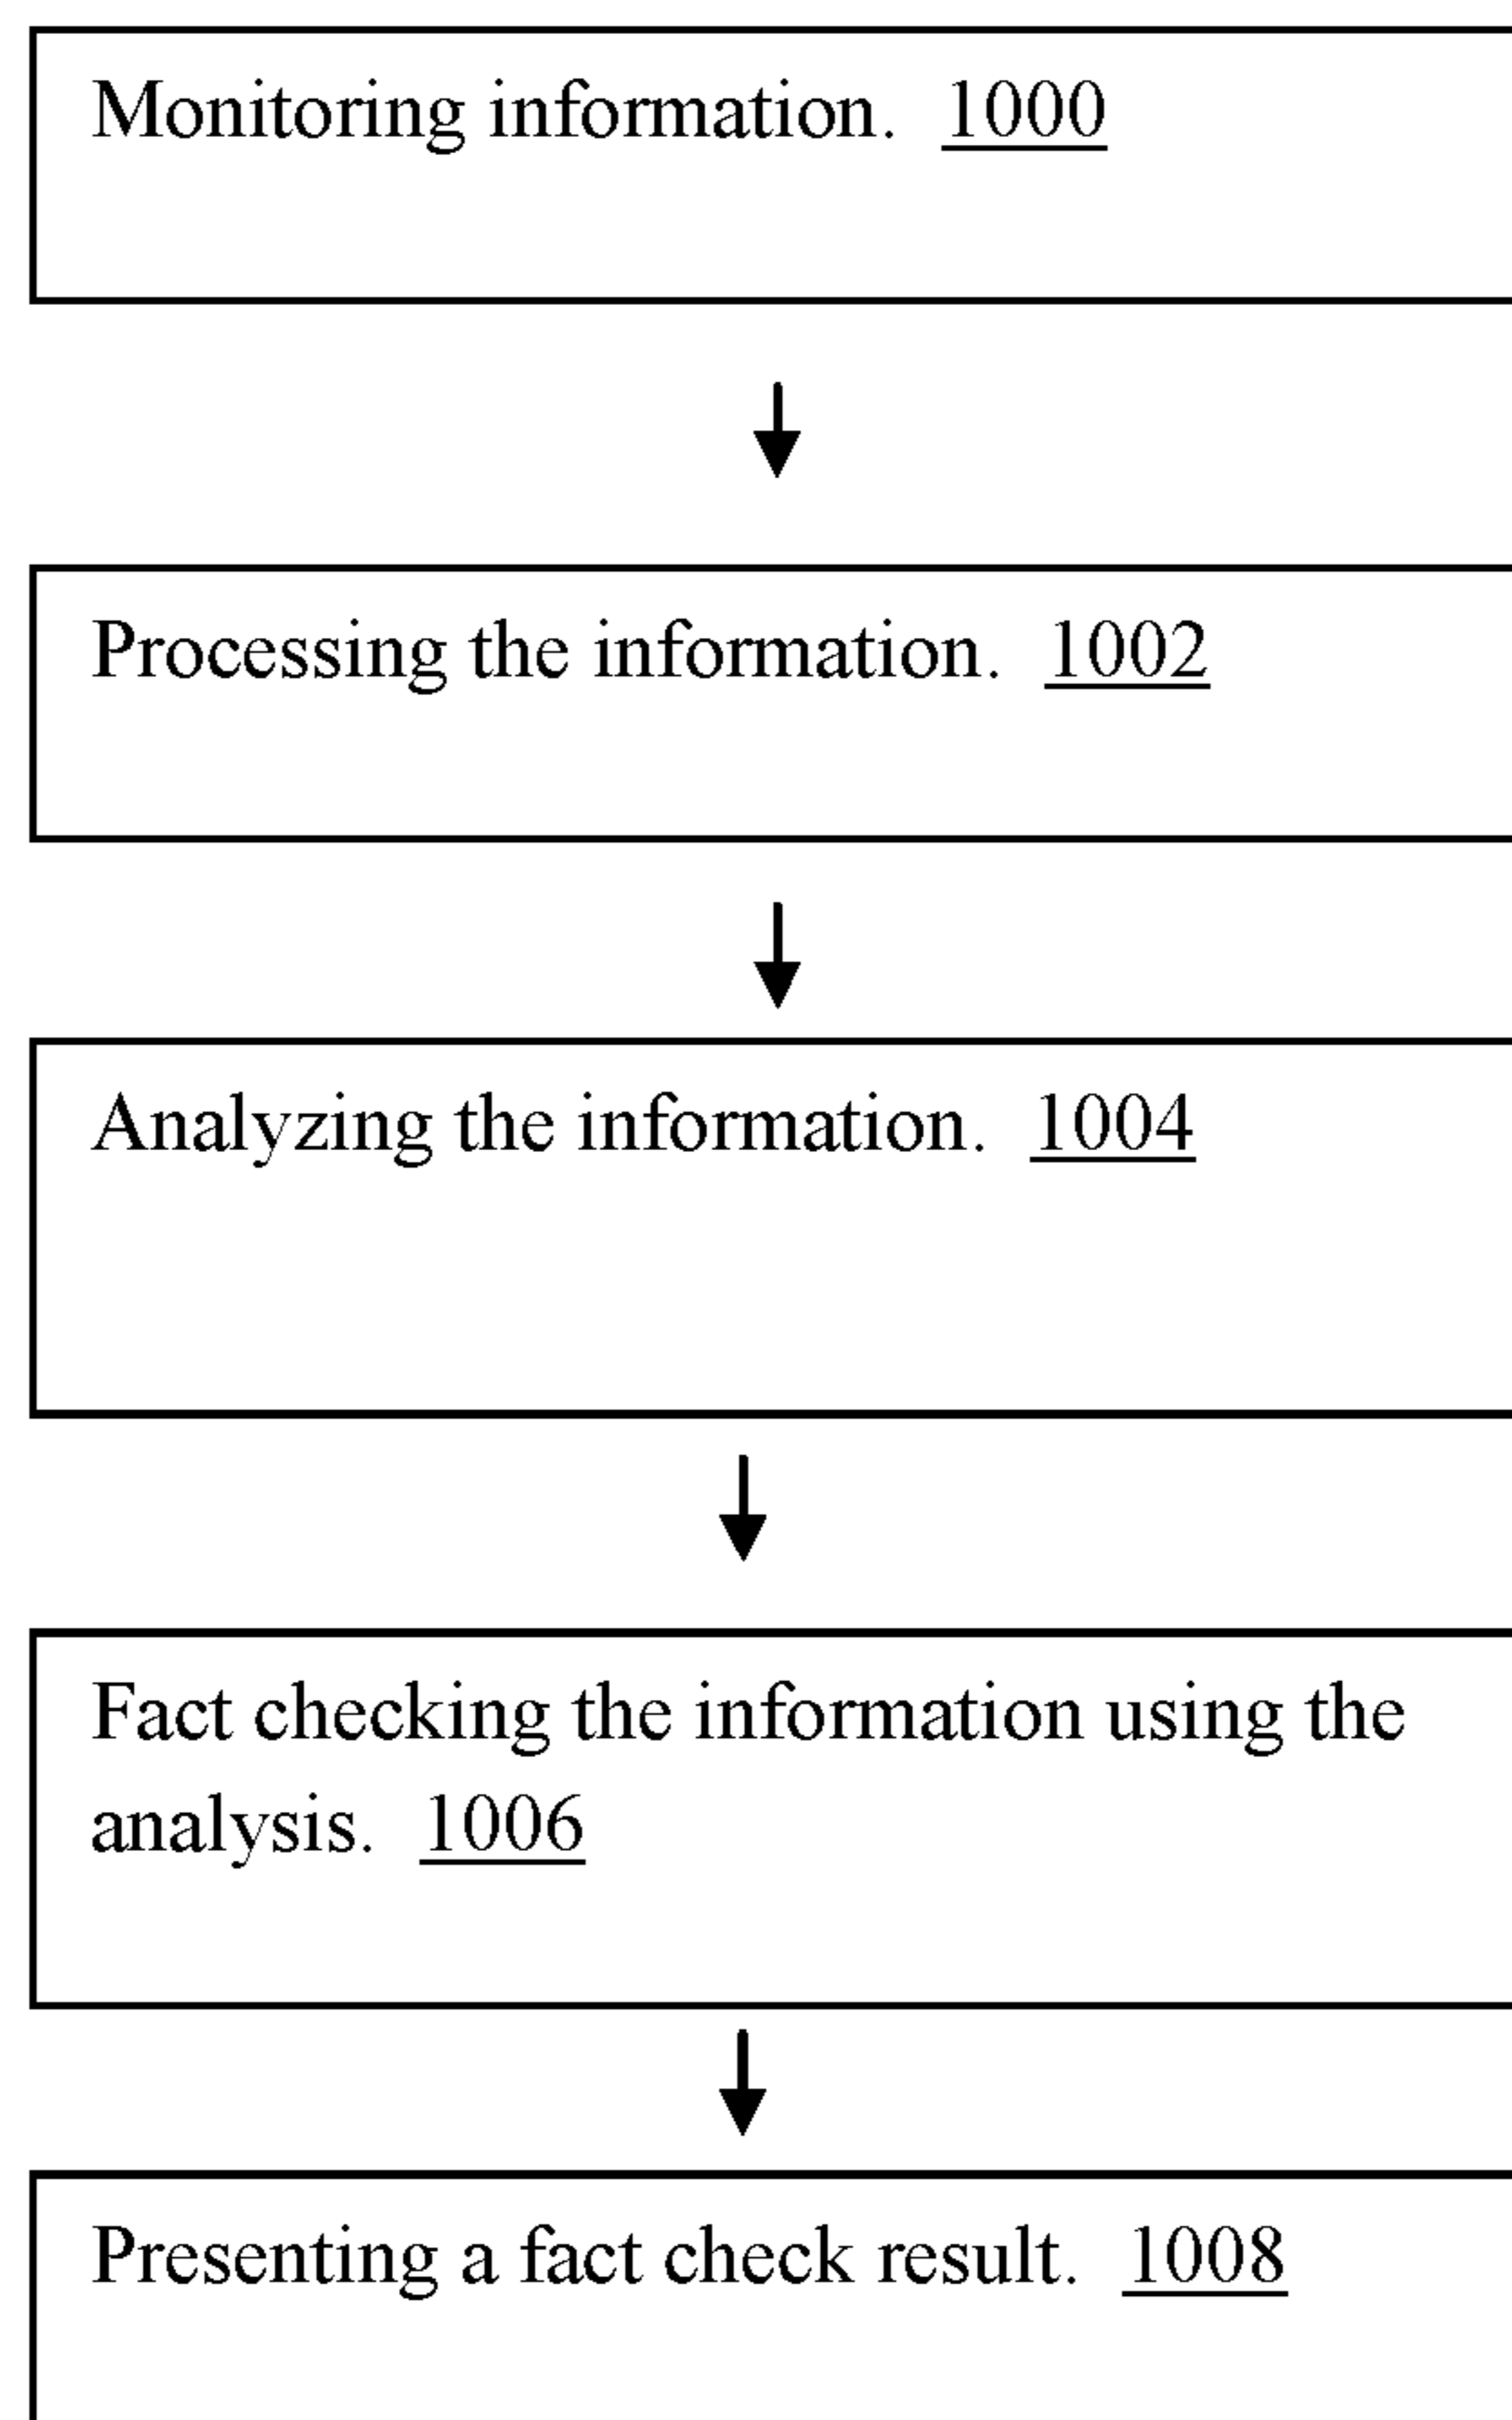 Monitoring information. 1000
Processing the information. 1002
Analyzing the information. 1004
Fact checking the information using the
analysis. 1006
Presenting a fact check result. 1008